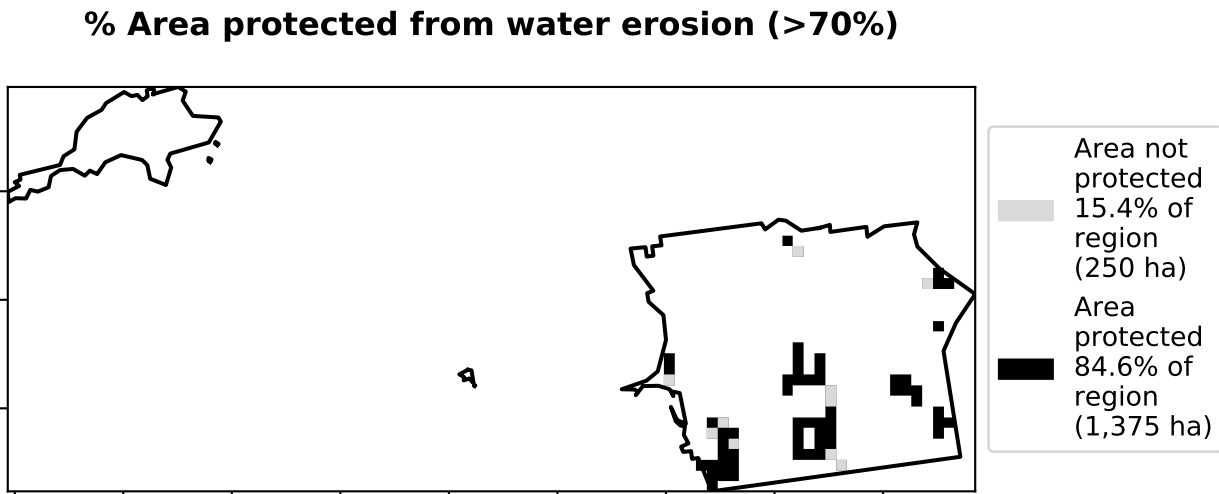 % Area protected from water erosion (>70%)
Area not
protected
15.4% of
region
(250 ha)
Area
protected
84.6% of
region
(1,375 ha)